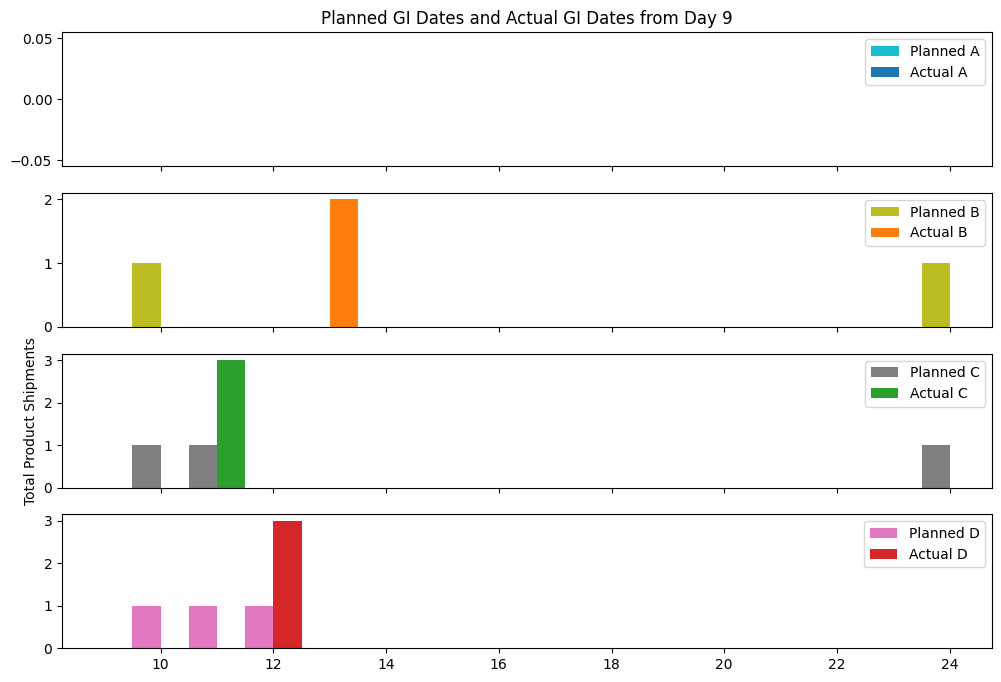 Planned GI Dates and Actual GI Dates from Day 9
0.05
0.00
−0.05
Planned A
Actual A
2
1
0
Planned B
Actual B
Total Product Shipments
3
2
1
0
Planned C
Actual C
3
2
1
0
Planned D
Actual D
10 12 14 16 18 20 22 24